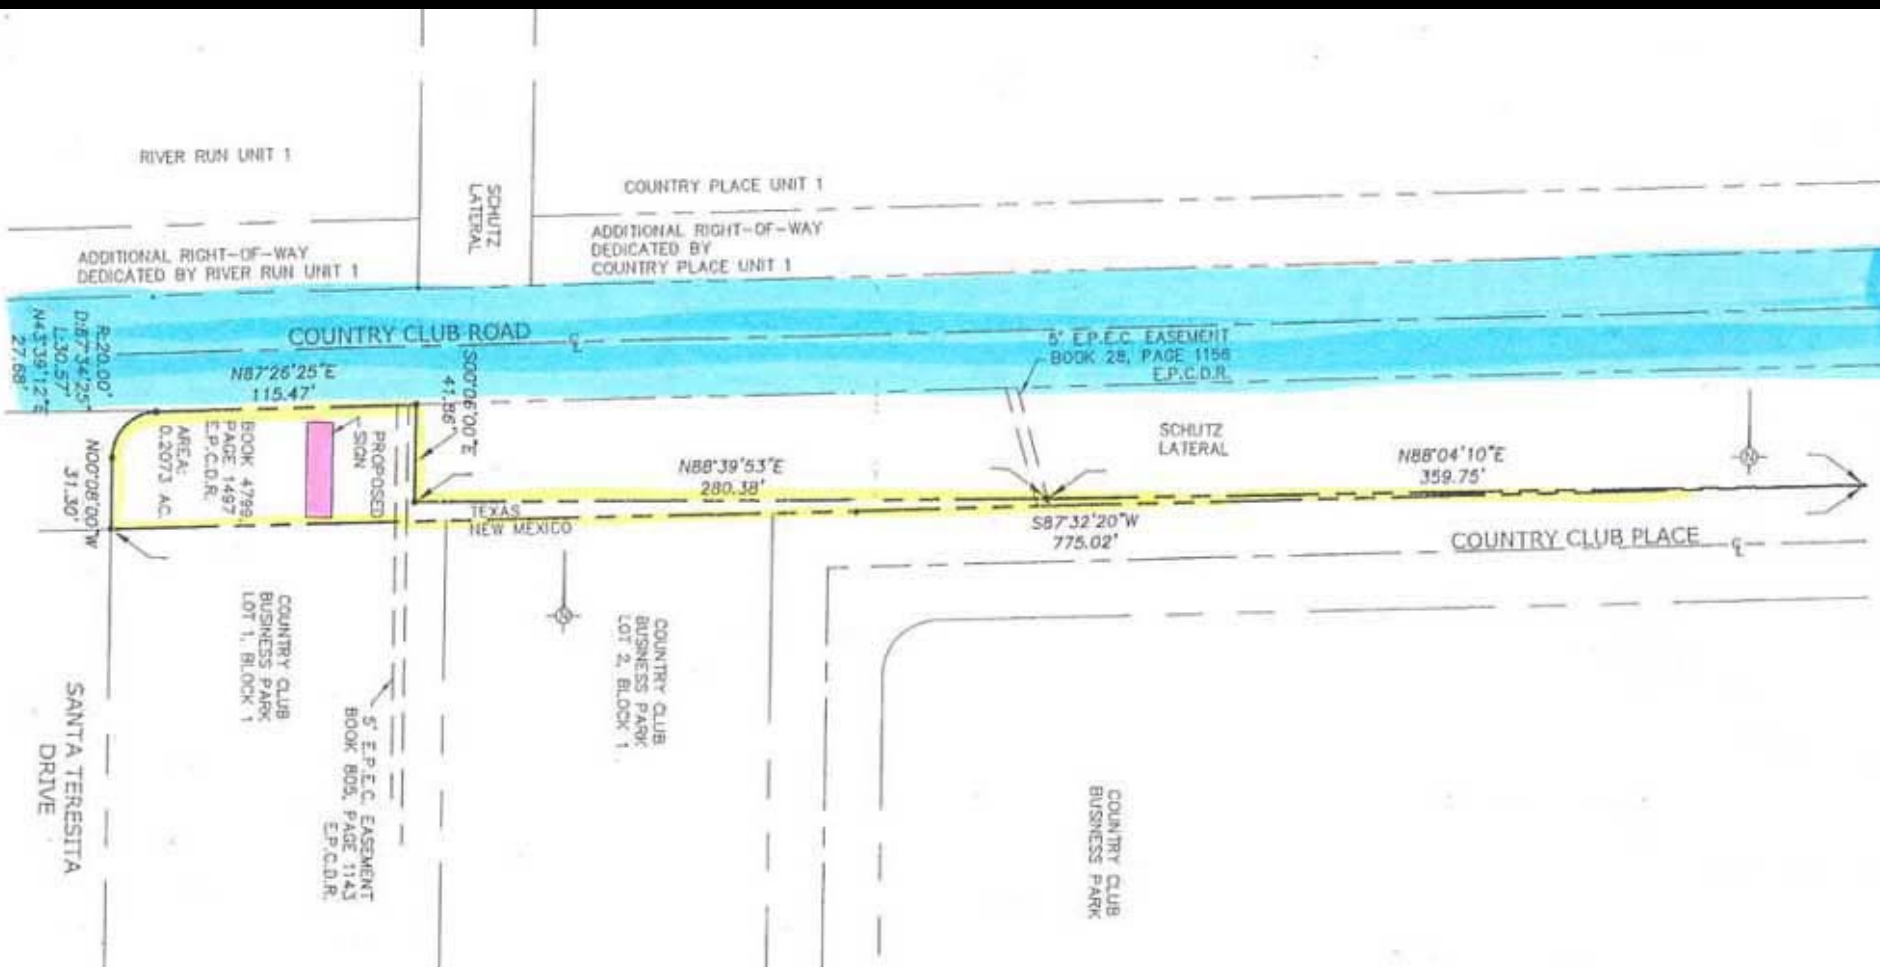 RIVER RUN UNIT 1
SCHUTZ
LATERAL
COUNTRY PLACE UNIT 1
ADDITIONAL RIGHT-OF-WAY
DEDICATED BY RIVER RUN UNIT 1
ADDITIONAL RIGHT-OF-WAY
DEDICATED BY
COUNTRY PLACE UNIT 1
COUNTRY CLUB ROAD
5' E.P.E.C. EASEMENT
BOOK 28, PAGE 1156
E.P.C.D.R.
R:20.00'
D:87°34'25"
L:30.57'
N43°39'12"E
27.68'
N87°26'25"E
115.47'
S00°06'00"E
41.86'
PROPOSED
SIGN
BOOK 4799,
PAGE 1497
E.P.C.D.R.
AREA:
0.2073 AC.
N00°08'00"W
31.30'
SCHUTZ
LATERAL
N88°39'53"E
280.38'
N88°04'10"E
359.75'
TEXAS
NEW MEXICO
S87°32'20"W
775.02'
COUNTRY CLUB PLACE
COUNTRY CLUB
BUSINESS PARK
LOT 1, BLOCK 1
COUNTRY CLUB
BUSINESS PARK
LOT 2, BLOCK 1
5' E.P.E.C. EASEMENT
BOOK 805, PAGE 1143
E.P.C.D.R.
SANTA TERESITA
DRIVE
COUNTRY CLUB
BUSINESS PARK